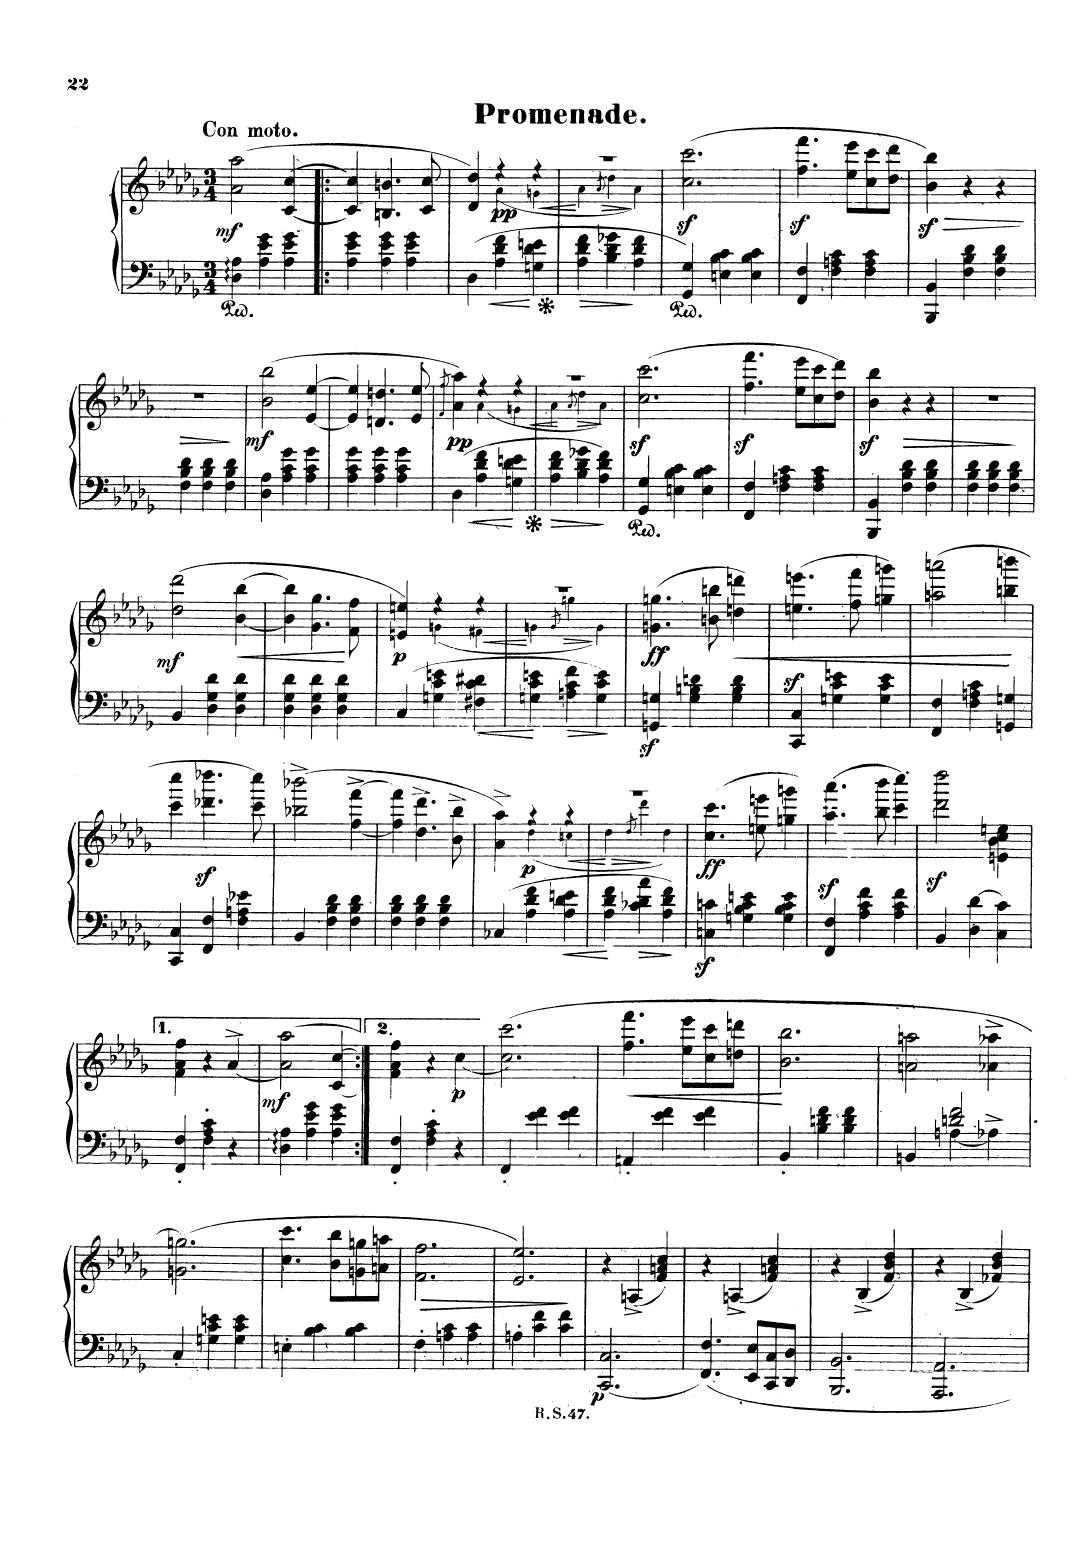 22
Promenade.
Con moto.
mf pp sf sf sf
Ped. Ped.
mf pp sf sf sf
Ped.
mf p ff
sf sf
sf p ff sf sf
sf
1. 2.
mf p
p
R.S.47.